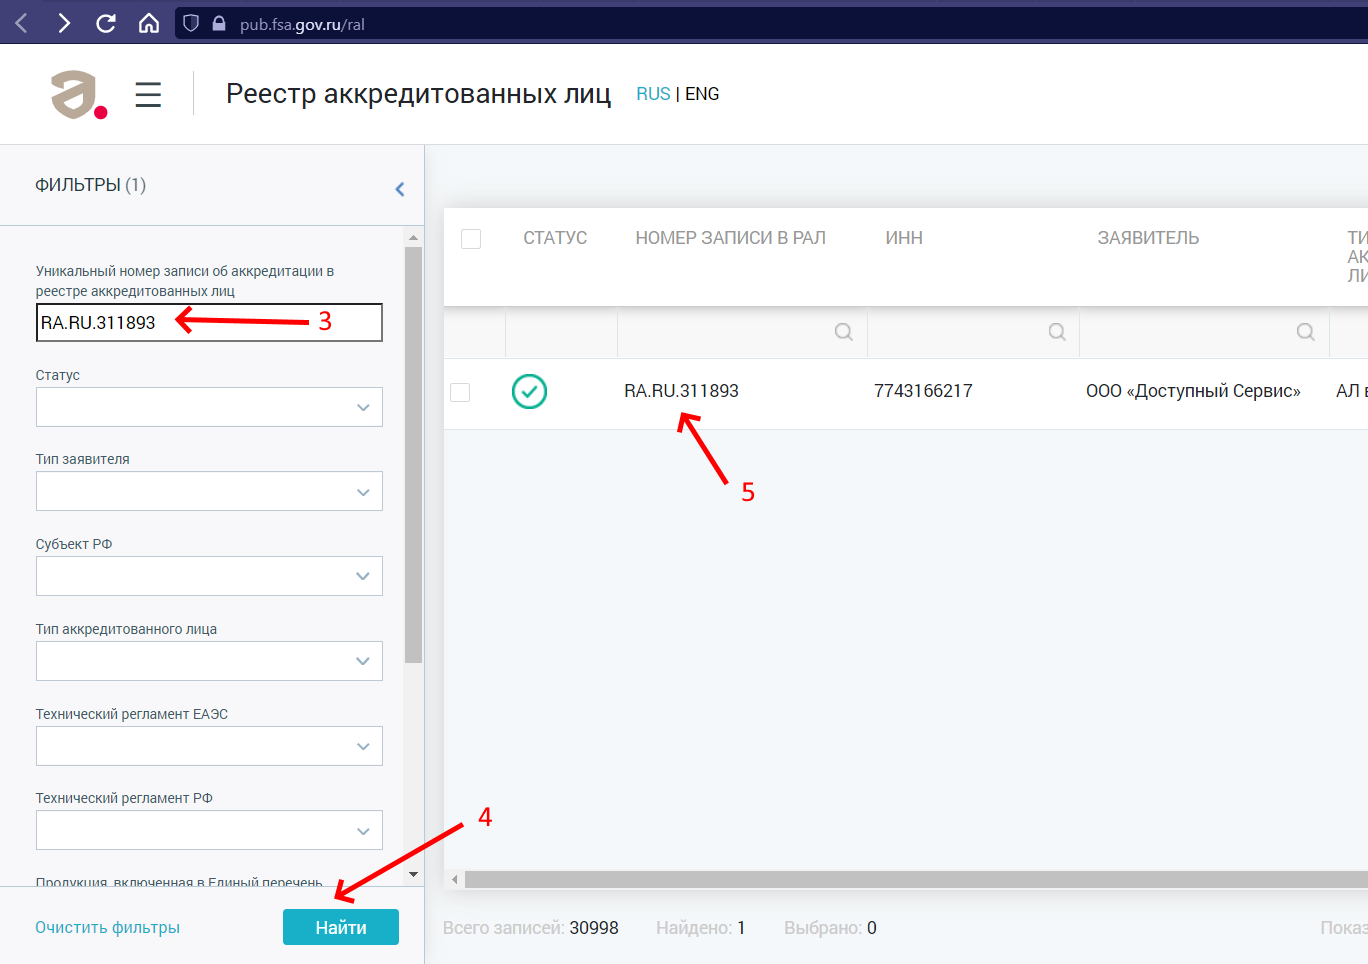 pub.fsa.gov.ru/ral
Реестр аккредитованных лиц
RUS | ENG
ФИЛЬТРЫ (1)
Уникальный номер записи об аккредитации в
реестре аккредитованных лиц
RA.RU.311893
3
Статус
Тип заявителя
Субъект РФ
Тип аккредитованного лица
Технический регламент ЕАЭС
Технический регламент РФ
4
Продукция, включенная в Единый перечень
Очистить фильтры
Найти
СТАТУС
НОМЕР ЗАПИСИ В РАЛ
ИНН
ЗАЯВИТЕЛЬ
ТИ
АК
ЛИ
RA.RU.311893
7743166217
ООО «Доступный Сервис»
АЛ в
5
Всего записей: 30998
Найдено: 1
Выбрано: 0
Показ